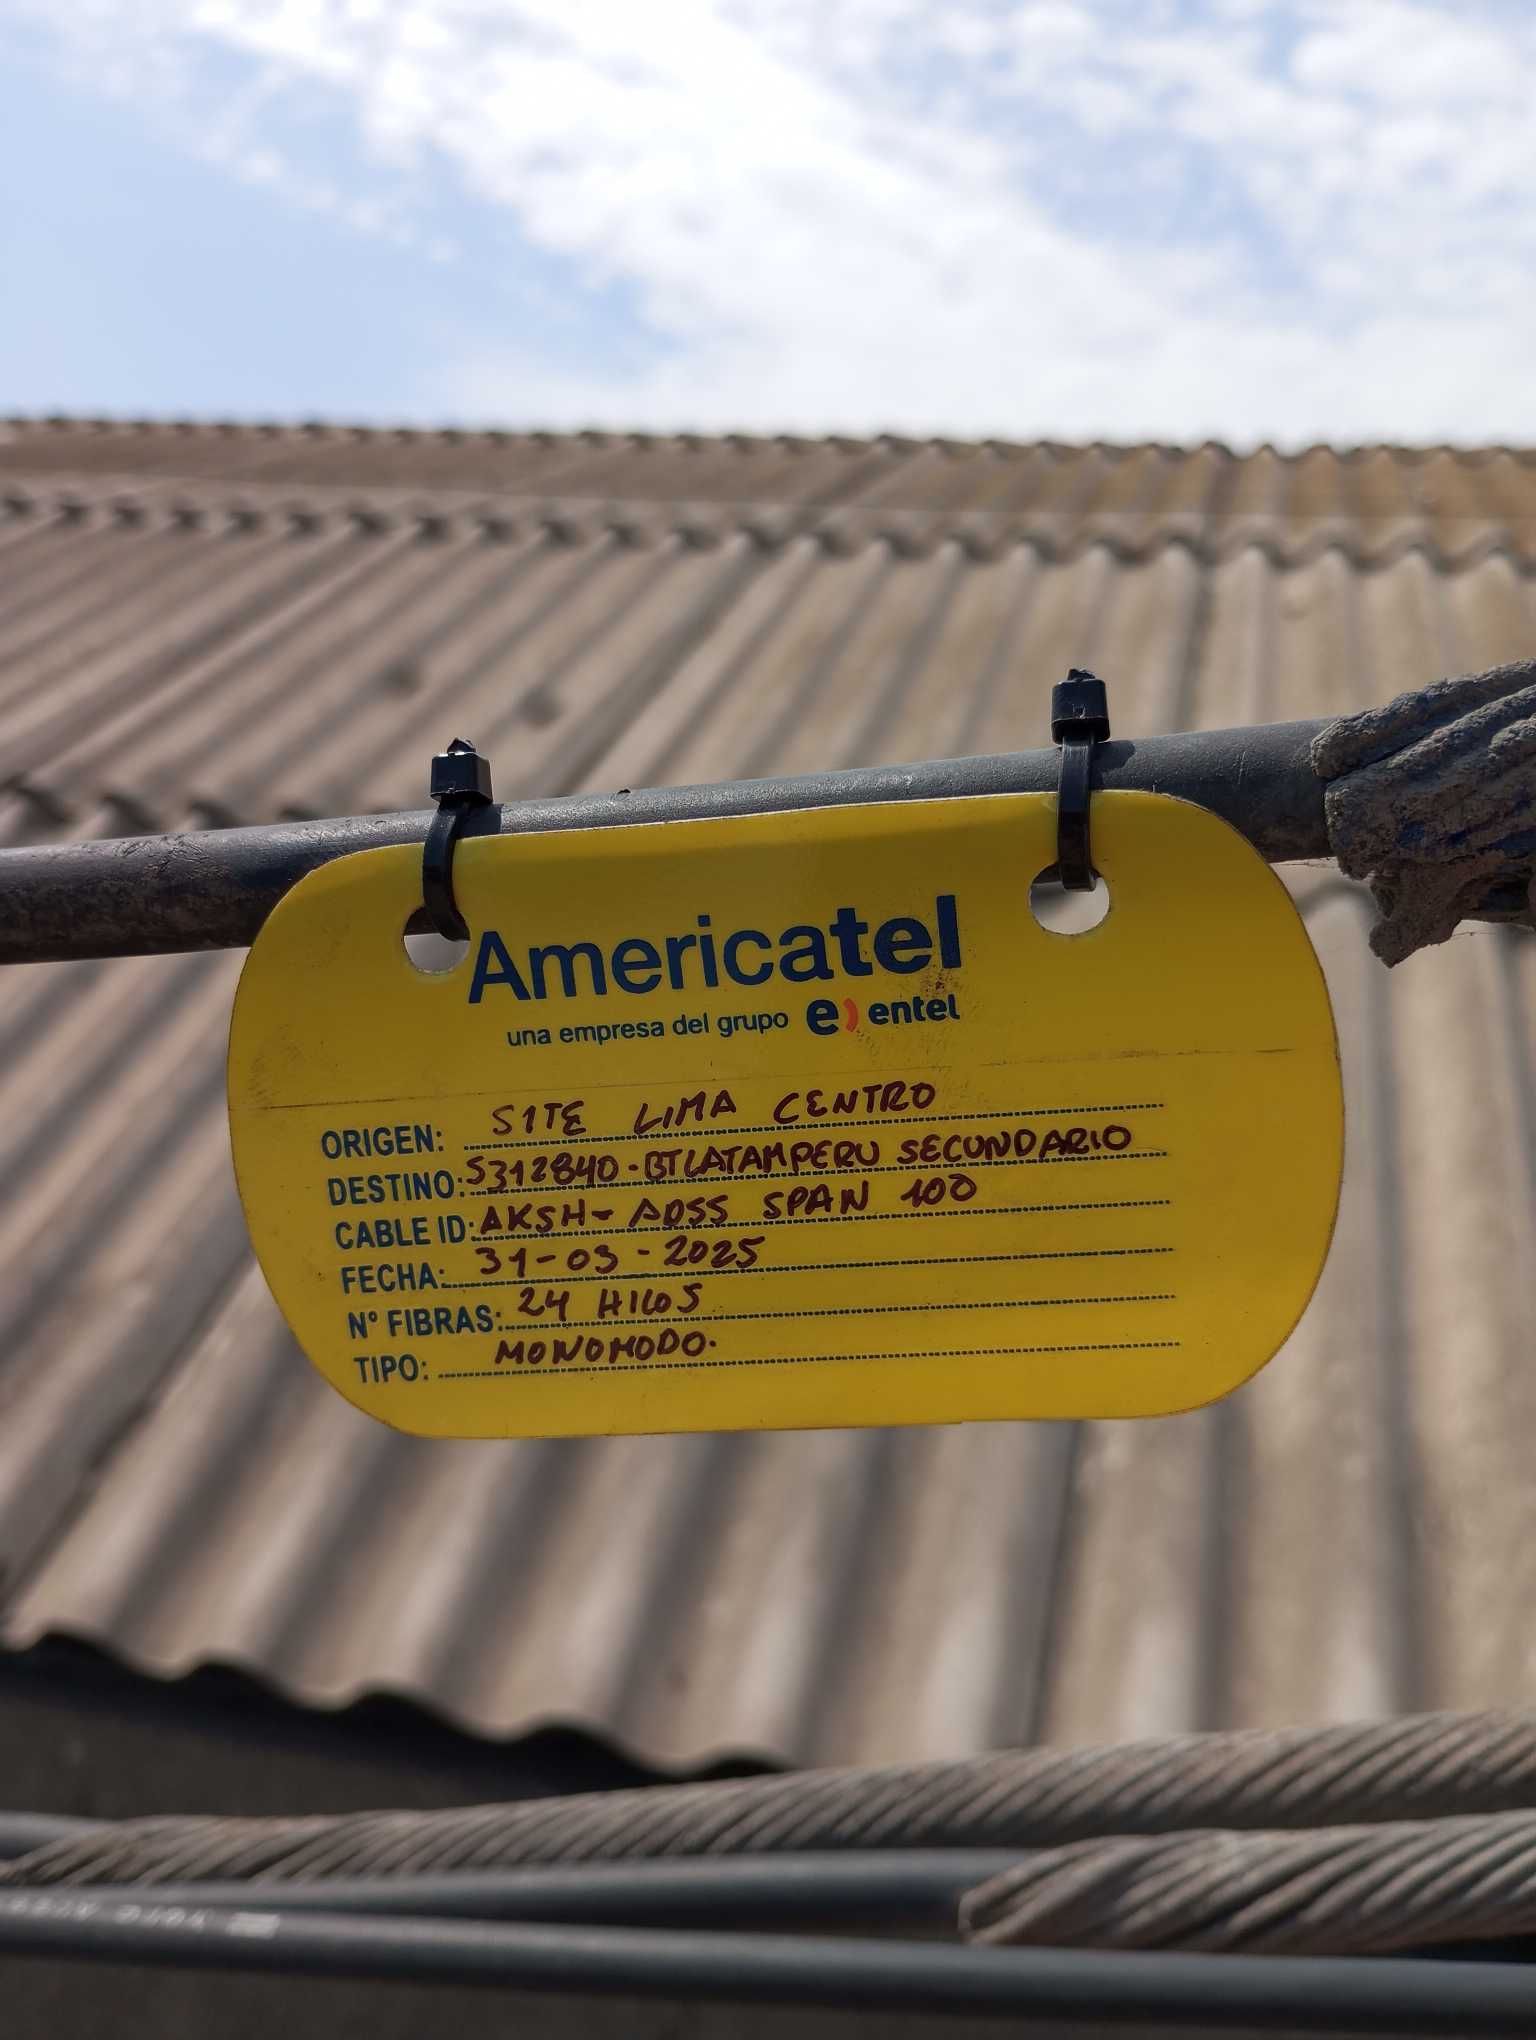 Americatel
una empresa del grupo e) entel
ORIGEN: SITE LIMA CENTRO
DESTINO: S312840-BTLATAMPERU SECUNDARIO
CABLE ID: AKSH- ADSS SPAN 100
FECHA: 31-03-2025
N° FIBRAS: 24 HILOS
TIPO: MONOMODO.